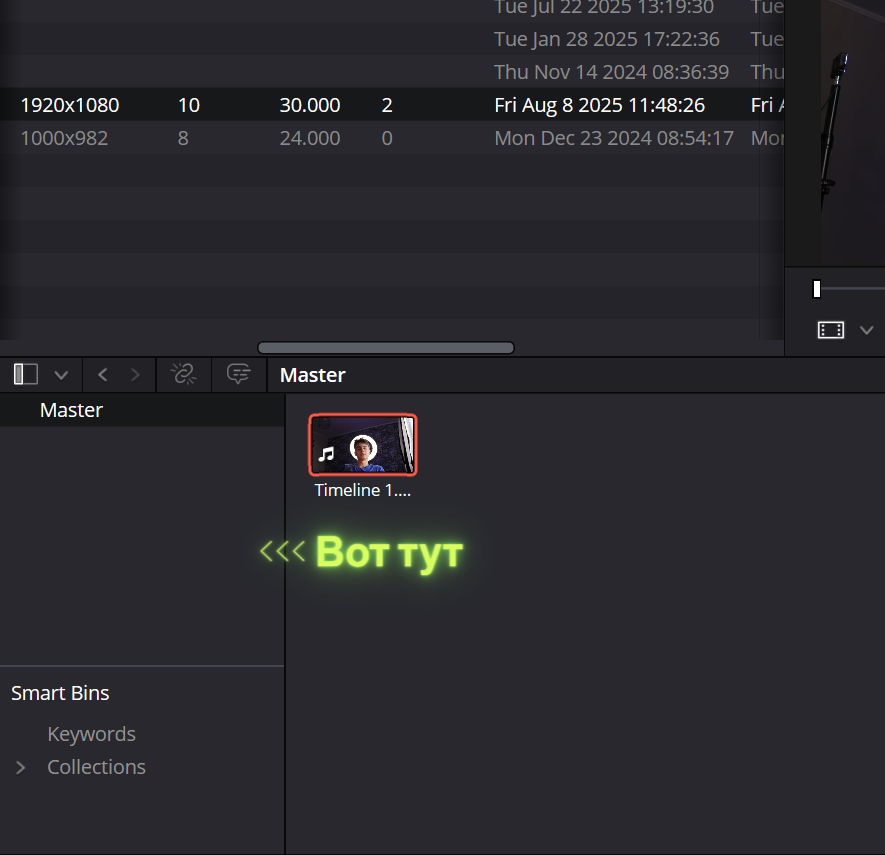 Tue Jul 22 2025 13:19:30 Tue
Tue Jan 28 2025 17:22:36 Tue
Thu Nov 14 2024 08:36:39 Thu
1920x1080 10 30.000 2 Fri Aug 8 2025 11:48:26 Fri A
1000x982 8 24.000 0 Mon Dec 23 2024 08:54:17 Mon
Master
Master
Timeline 1....
<<< Вот тут
Smart Bins
Keywords
Collections